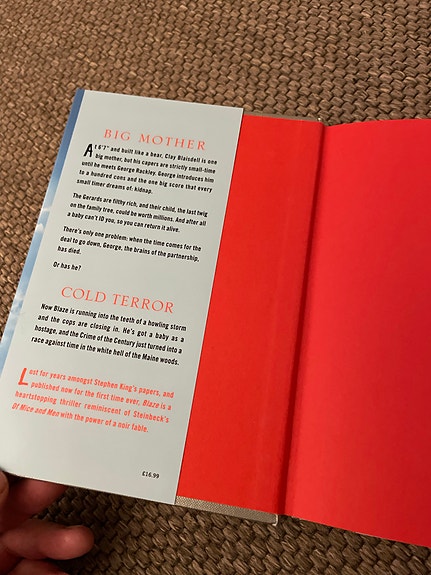 BIG MOTHER
At 6'7" and built like a bear, Clay Blaisdell is one
big mother, but his capers are strictly small-time
until he meets George Rackley. George introduces him
to a hundred cons and the one big score that every
small timer dreams of: kidnap.
The Gerards are filthy rich, and their child, the last twig
on the family tree, could be worth millions. And after all
a baby can't ID you, so you can return it alive.
There's only one problem: when the time comes for the
deal to go down, George, the brains of the partnership,
has died.
Or has he?
COLD TERROR
Now Blaze is running into the teeth of a howling storm
and the cops are closing in. He's got a baby as a
hostage, and the Crime of the Century just turned into a
race against time in the white hell of the Maine woods.
Lost for years amongst Stephen King's papers, and
published now for the first time ever, Blaze is a
heartstopping thriller reminiscent of Steinbeck's
Of Mice and Men with the power of a noir fable.
£16.99